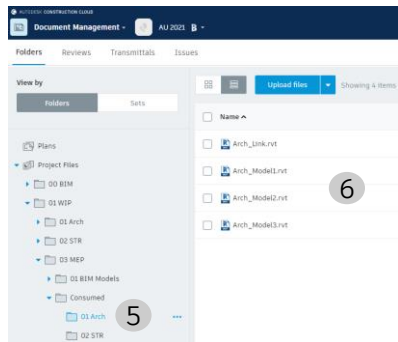 AUTODESK CONSTRUCTION CLOUD
Document Management
AU 2021 B
Folders Reviews Transmittals Issues
View by
Folders Sets
Upload files
Showing 4 items
Name
Plans
Project Files
00 BIM
01 WIP
01 Arch
02 STR
03 MEP
01 BIM Models
Consumed
01 Arch
02 STR
5
Arch_Link.rvt
Arch_Model1.rvt
Arch_Model2.rvt
Arch_Model3.rvt
6